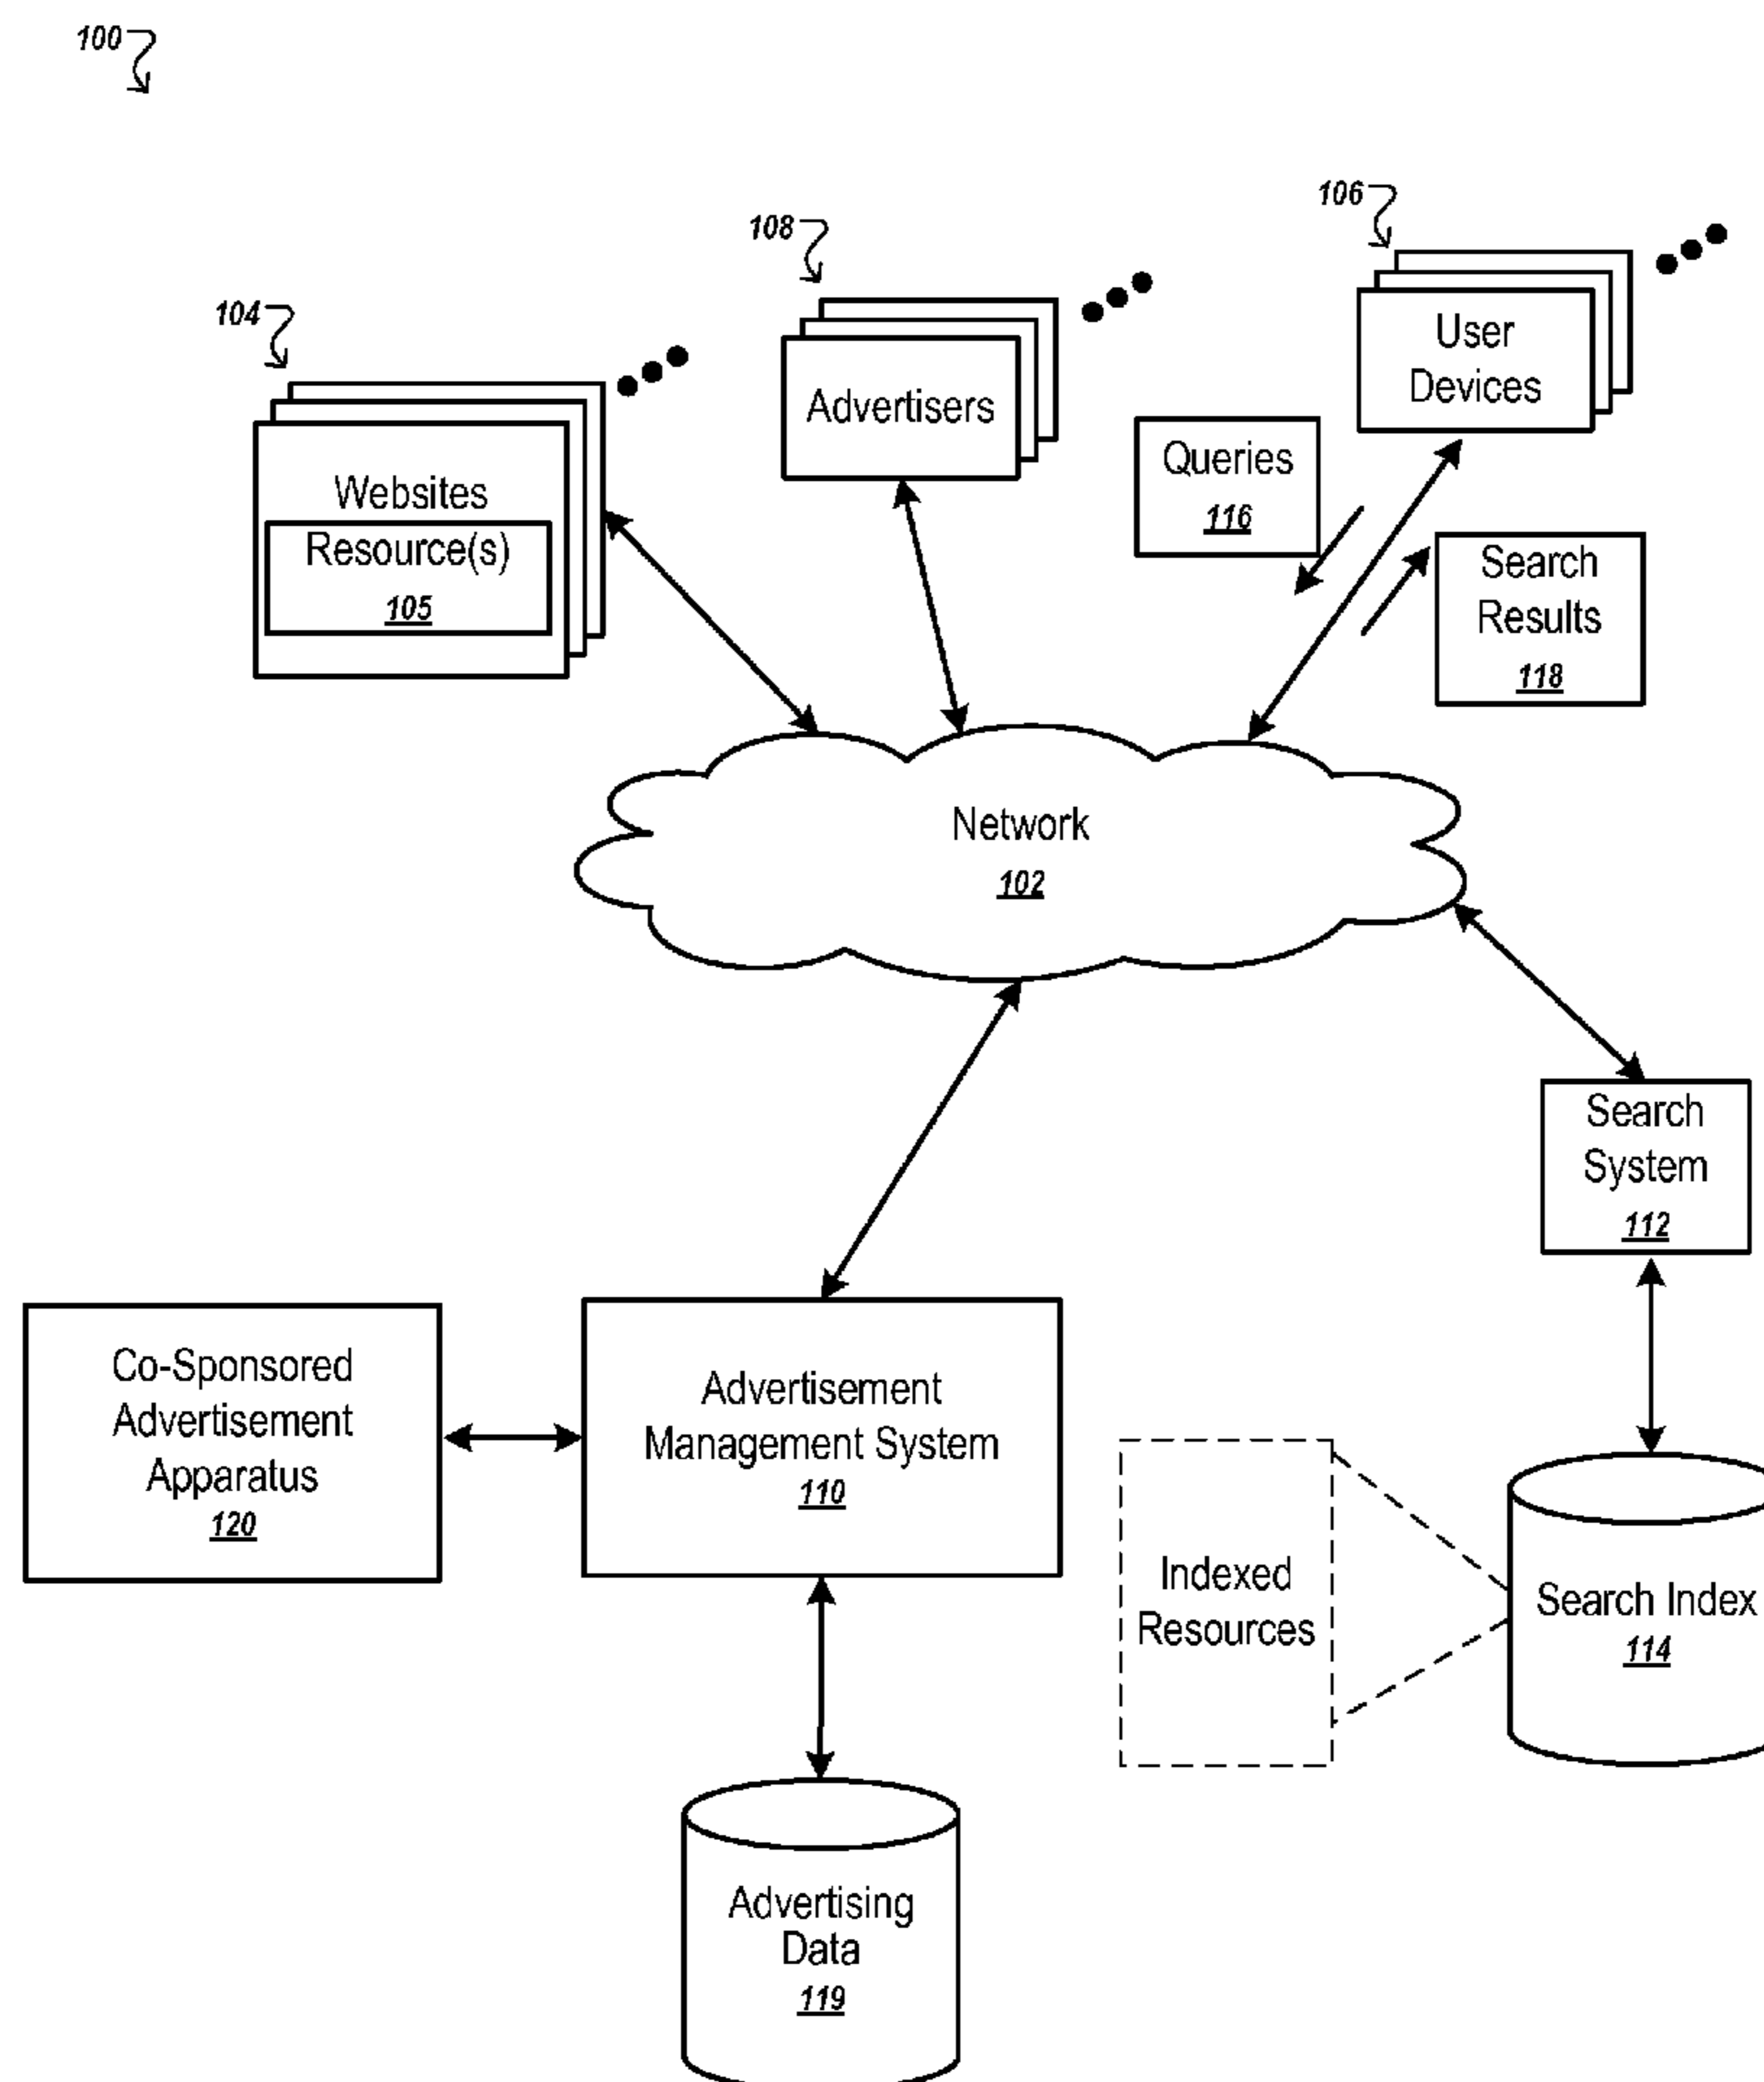 100
106
108
104
User
Devices
Advertisers
Queries
116
Websites
Resource(s)
105
Search
Results
118
Network
102
Search
System
112
Co-Sponsored
Advertisement
Apparatus
120
Advertisement
Management System
110
Indexed
Resources
Search Index
114
Advertising
Data
119